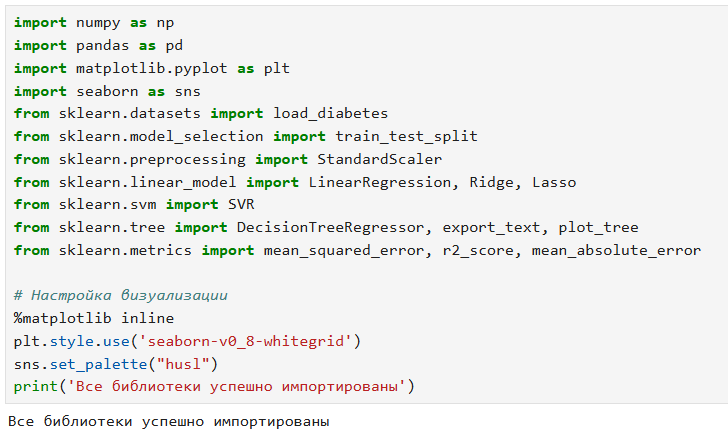 import numpy as np
import pandas as pd
import matplotlib.pyplot as plt
import seaborn as sns
from sklearn.datasets import load_diabetes
from sklearn.model_selection import train_test_split
from sklearn.preprocessing import StandardScaler
from sklearn.linear_model import LinearRegression, Ridge, Lasso
from sklearn.svm import SVR
from sklearn.tree import DecisionTreeRegressor, export_text, plot_tree
from sklearn.metrics import mean_squared_error, r2_score, mean_absolute_error
# Настройка визуализации
%matplotlib inline
plt.style.use('seaborn-v0_8-whitegrid')
sns.set_palette("husl")
print('Все библиотеки успешно импортированы')
Все библиотеки успешно импортированы